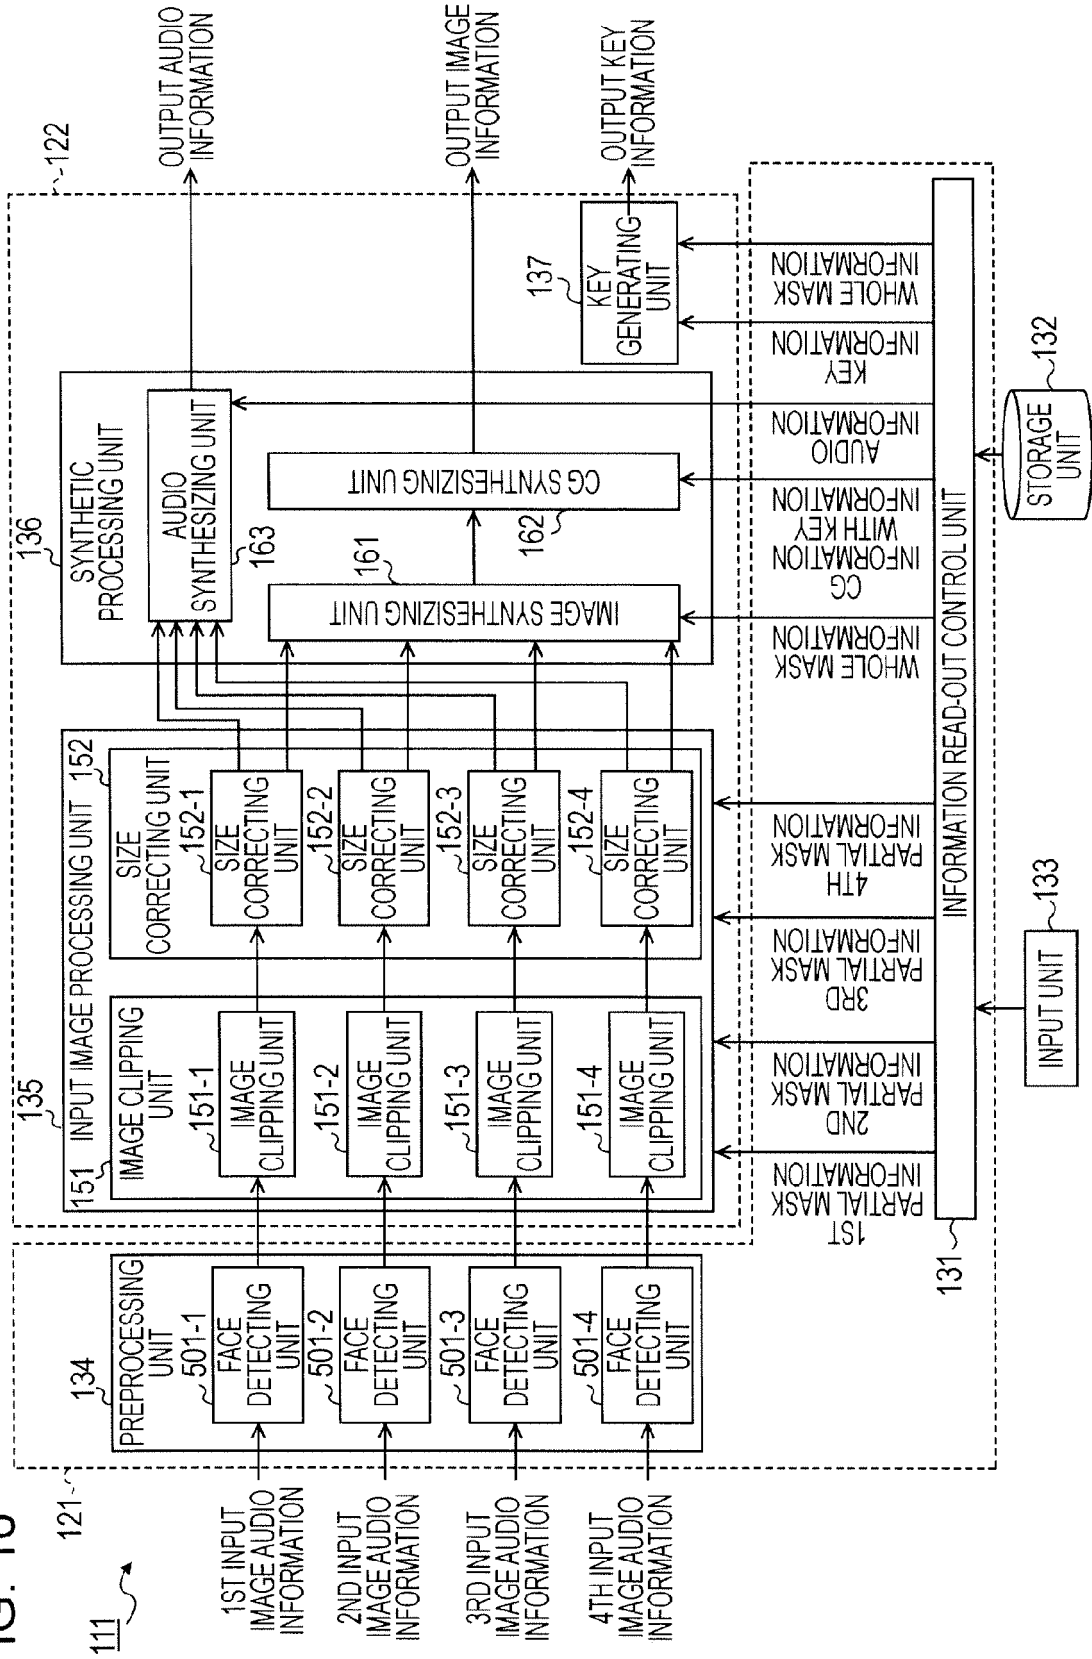 IG.
111
121
122
134
PREPROCESSING
UNIT
135
INPUT IMAGE PROCESSING UNIT
151
IMAGE CLIPPING
UNIT
152
SIZE
CORRECTING UNIT
136
SYNTHETIC
PROCESSING UNIT
1ST INPUT
IMAGE AUDIO
INFORMATION
501-1
FACE
DETECTING
UNIT
151-1
IMAGE
CLIPPING UNIT
152-1
SIZE
CORRECTING
UNIT
2ND INPUT
IMAGE AUDIO
INFORMATION
501-2
FACE
DETECTING
UNIT
151-2
IMAGE
CLIPPING UNIT
152-2
SIZE
CORRECTING
UNIT
3RD INPUT
IMAGE AUDIO
INFORMATION
501-3
FACE
DETECTING
UNIT
151-3
IMAGE
CLIPPING UNIT
152-3
SIZE
CORRECTING
UNIT
4TH INPUT
IMAGE AUDIO
INFORMATION
501-4
FACE
DETECTING
UNIT
151-4
IMAGE
CLIPPING UNIT
152-4
SIZE
CORRECTING
UNIT
AUDIO
SYNTHESIZING UNIT
163
161
IMAGE SYNTHESIZING UNIT
CG SYNTHESIZING UNIT
162
137
KEY
GENERATING
UNIT
OUTPUT AUDIO
INFORMATION
OUTPUT IMAGE
INFORMATION
OUTPUT KEY
INFORMATION
1ST
PARTIAL MASK
INFORMATION
2ND
PARTIAL MASK
INFORMATION
3RD
PARTIAL MASK
INFORMATION
4TH
PARTIAL MASK
INFORMATION
WHOLE MASK
INFORMATION
CG
INFORMATION
WITH KEY
INFORMATION
AUDIO
INFORMATION
KEY
INFORMATION
WHOLE MASK
INFORMATION
131
INFORMATION READ-OUT CONTROL UNIT
133
INPUT UNIT
132
STORAGE
UNIT